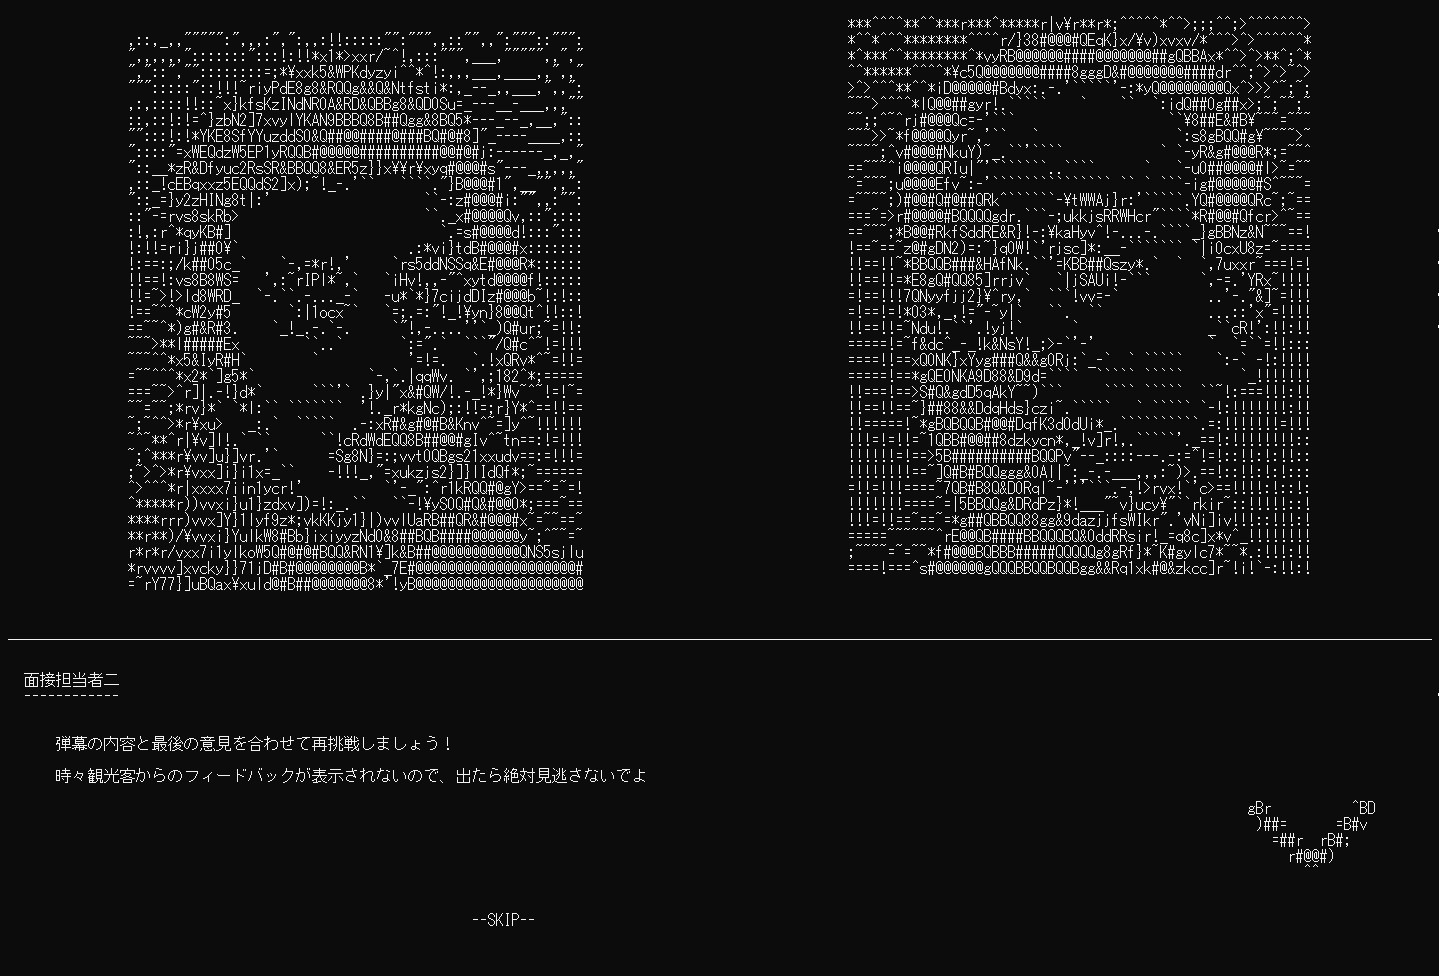 面接担当者二
------------
弾幕の内容と最後の意見を合わせて再挑戦しましょう！
時々観光客からのフィードバックが表示されないので、出たら絶対見逃さないでよ
--SKIP--